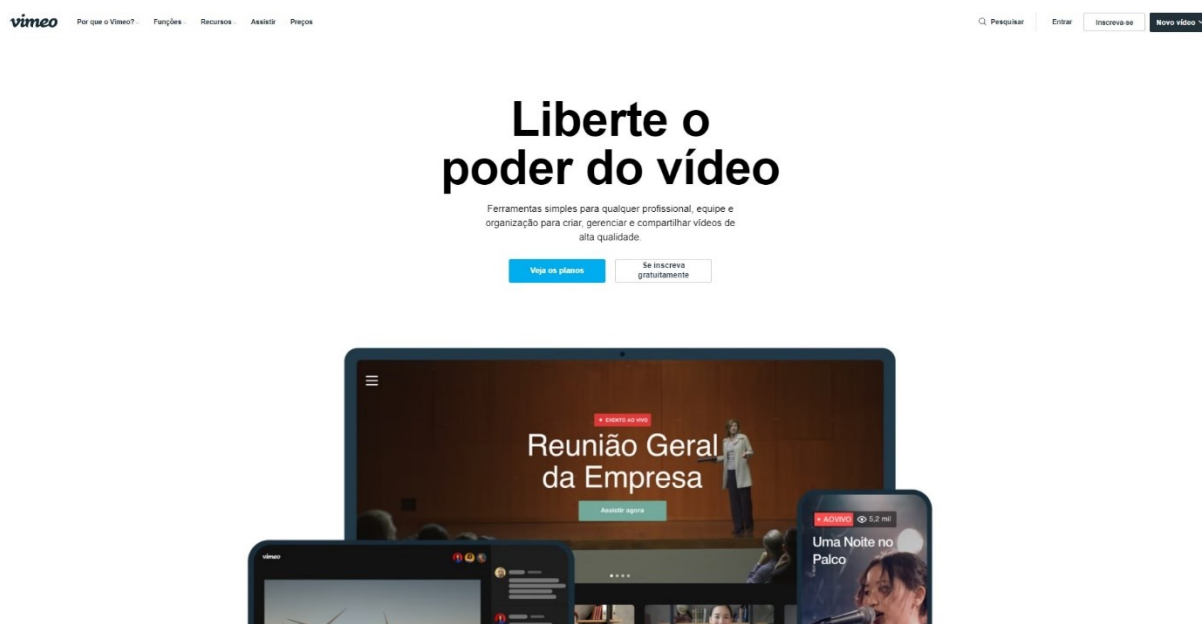 vimeo Por que o Vimeo? Funções Recursos Assistir Preços Pesquisar Entrar Inscreva-se Novo vídeo
Liberte o
poder do vídeo
Ferramentas simples para qualquer profissional, equipe e
organização para criar, gerenciar e compartilhar vídeos de
alta qualidade.
Veja os planos
Se inscreva
gratuitamente
EVENTO AO VIVO
Reunião Geral
da Empresa
Assistir agora
AOVIVO 5,2 mil
Uma Noite no
Palco
vimeo